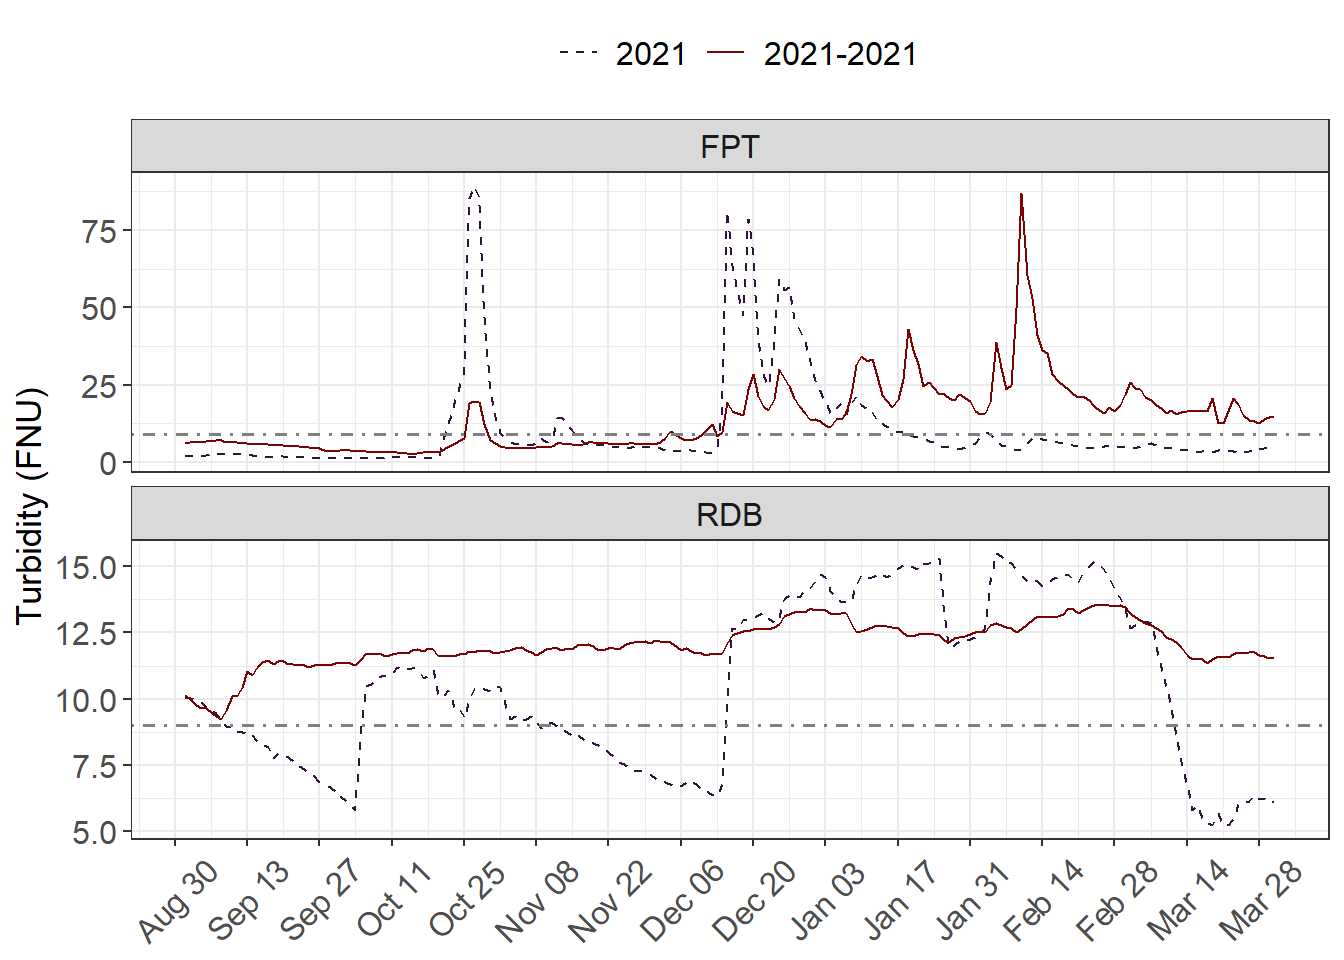 2021 2021-2021
FPT
75
50
25
0
Turbidity (FNU)
RDB
15.0
12.5
10.0
7.5
5.0
Aug 30 Sep 13 Sep 27 Oct 11 Oct 25 Nov 08 Nov 22 Dec 06 Dec 20 Jan 03 Jan 17 Jan 31 Feb 14 Feb 28 Mar 14 Mar 28